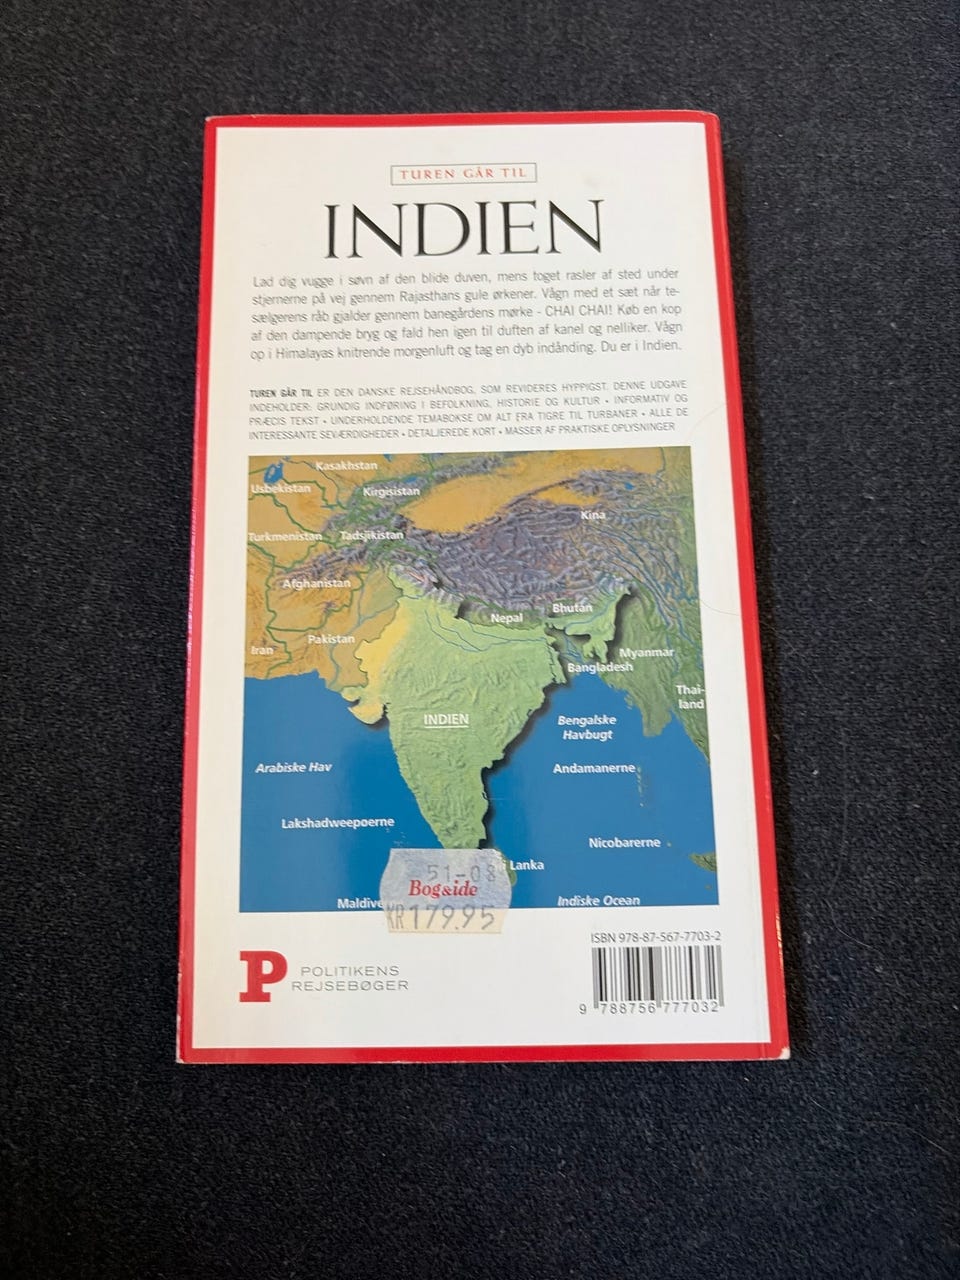 TUREN GÅR TIL
INDIEN
Lad dig vugge i søvn af den blide duven, mens toget rasler af sted under
stjernerne på vej gennem Rajasthans gule ørkener. Vågn med et sæt når te-
sælgerens råb gjalder gennem banegårdens mørke - CHAI CHAI! Køb en kop
af den dampende bryg og fald hen igen til duften af kanel og nelliker. Vågn
op i Himalayas knitrende morgenluft og tag en dyb indånding. Du er i Indien.
TUREN GÅR TIL ER DEN DANSKE REJSEHÅNDBOG, SOM REVIDERES HYPPIGST. DENNE UDGAVE
INDEHOLDER: GRUNDIG INDFØRING I BEFOLKNING, HISTORIE OG KULTUR • INFORMATIV OG
PRÆCIS TEKST • UNDERHOLDENDE TEMABOKSE OM ALT FRA TIGRE TIL TURBANER • ALLE DE
INTERESSANTE SEVÆRDIGHEDER • DETALJEREDE KORT • MASSER AF PRAKTISKE OPLYSNINGER
Kasakhstan
Usbekistan
Kirgisistan
Kina
Turkmenistan
Tadsjikistan
Afghanistan
Bhutan
Nepal
Pakistan
Iran
Myanmar
Bangladesh
Thai-
land
INDIEN
Bengalske
Havbugt
Arabiske Hav
Andamanerne
Lakshadweepøerne
Nicobarerne
i Lanka
51-08
Bog&ide
KR 179.95
Maldive
Indiske Ocean
ISBN 978-87-567-7703-2
P POLITIKENS
REJSEBØGER
9 788756 777032